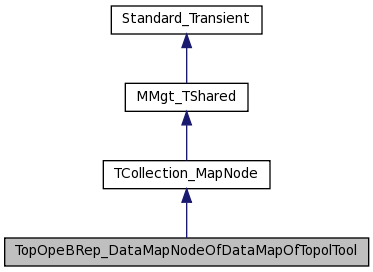 Standard_Transient
MMgt_TShared
TCollection_MapNode
TopOpeBRep_DataMapNodeOfDataMapOfTopolTool